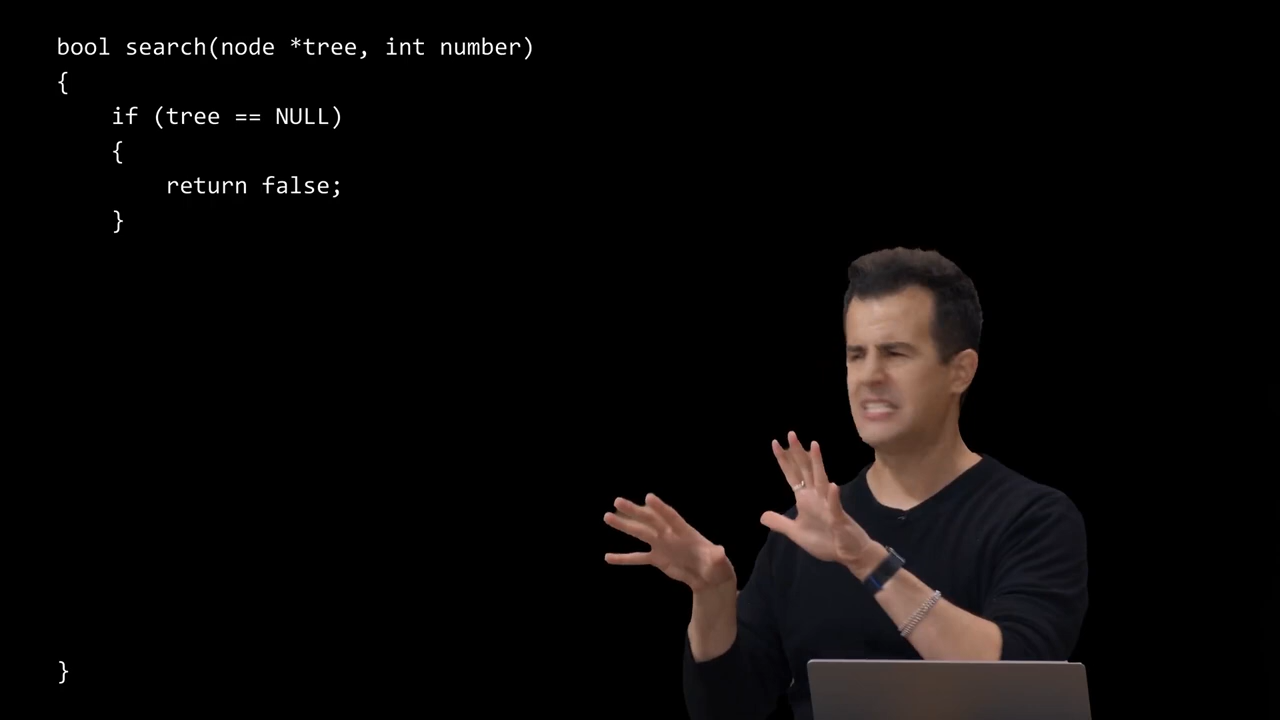 bool search(node *tree, int number)
{
    if (tree == NULL)
    {
        return false;
    }
}